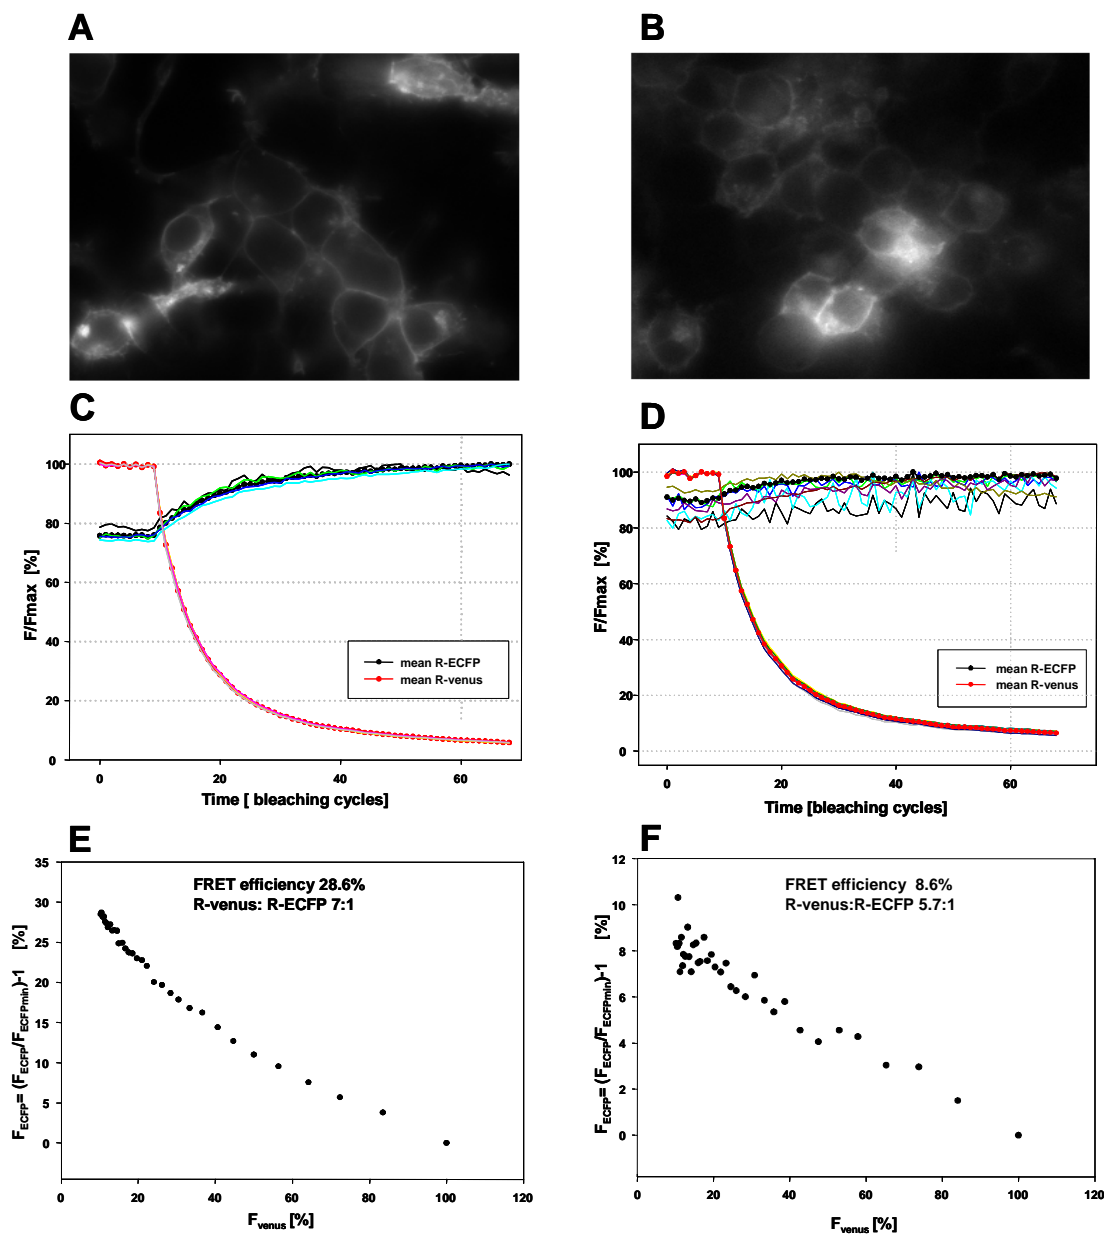 A
B
C
D
F/Fmax [%]
100
80
60
40
20
0
mean R-ECFP
mean R-venus
0
20
40
60
Time [ bleaching cycles]
F/Fmax [%]
100
80
60
40
20
0
mean R-ECFP
mean R-venus
0
20
40
60
Time [bleaching cycles]
E
F
FECFP= (FECFP/FECFPmin)-1 [%]
35
30
25
20
15
10
5
0
FRET efficiency 28.6%
R-venus: R-ECFP 7:1
0
20
40
60
80
100
120
Fvenus [%]
FECFP= (FECFP/FECFPmin)-1 [%]
12
10
8
6
4
2
0
FRET efficiency 8.6%
R-venus:R-ECFP 5.7:1
0
20
40
60
80
100
120
Fvenus [%]